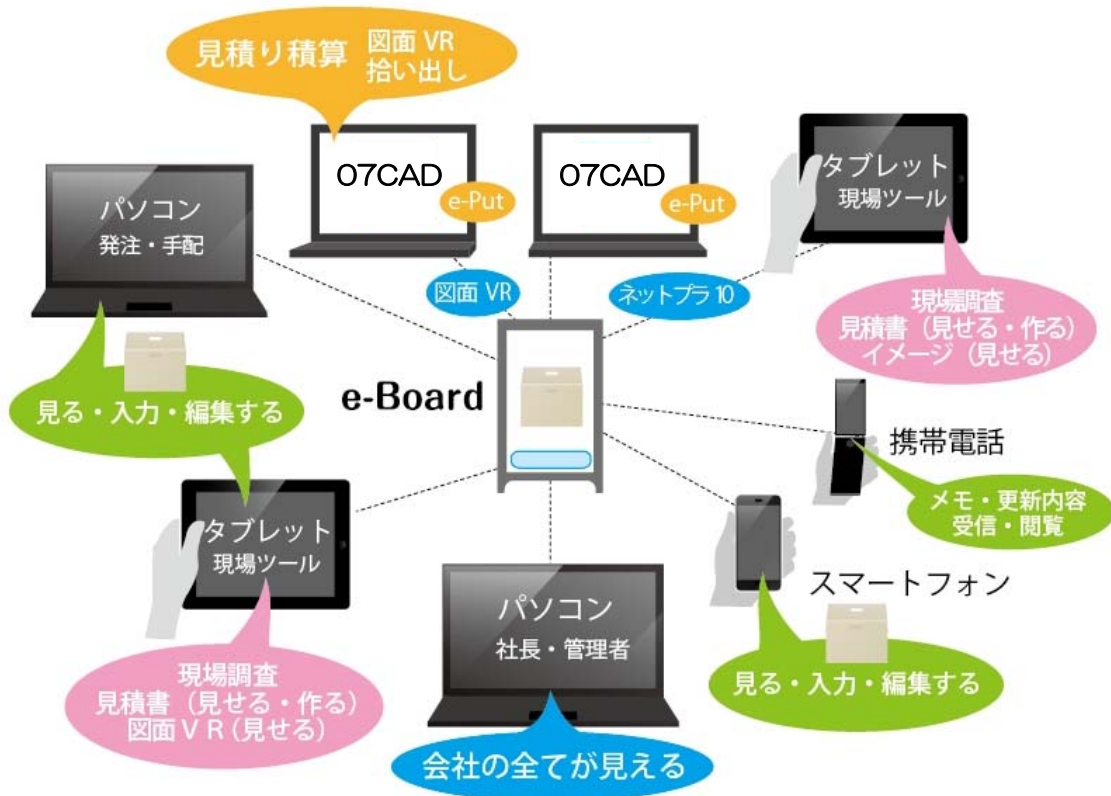 見積り積算
図面 VR
拾い出し
O7CAD
e-Put
O7CAD
e-Put
タブレット
現場ツール
パソコン
発注・手配
図面 VR
ネットプラ 10
現場調査
見積書（見せる・作る）
イメージ（見せる）
見る・入力・編集する
e-Board
携帯電話
メモ・更新内容
受信・閲覧
タブレット
現場ツール
スマートフォン
パソコン
社長・管理者
現場調査
見積書（見せる・作る）
図面ＶＲ（見せる）
見る・入力・編集する
会社の全てが見える